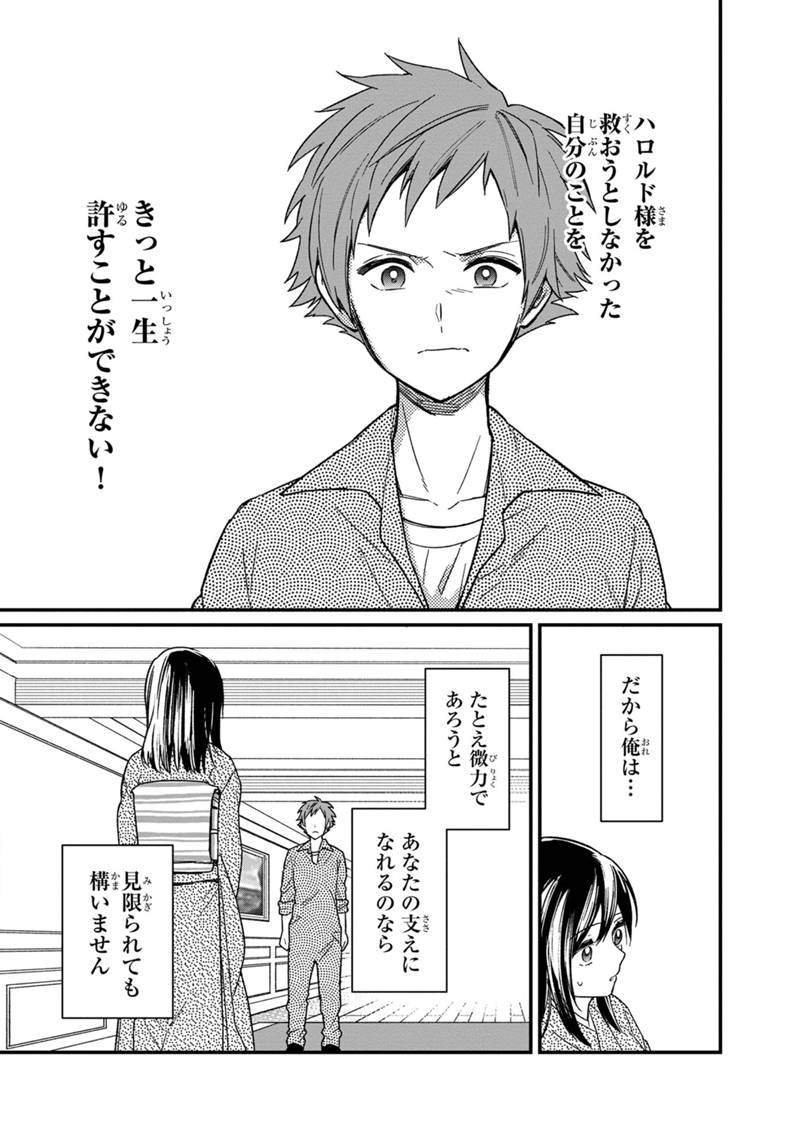 ハロルド様を
救おうとしなかった
自分のことを
きっと一生
許すことができない!
だから俺は…
たとえ微力で
あろうと
あなたの支えに
なれるのなら
見限られても
構いません